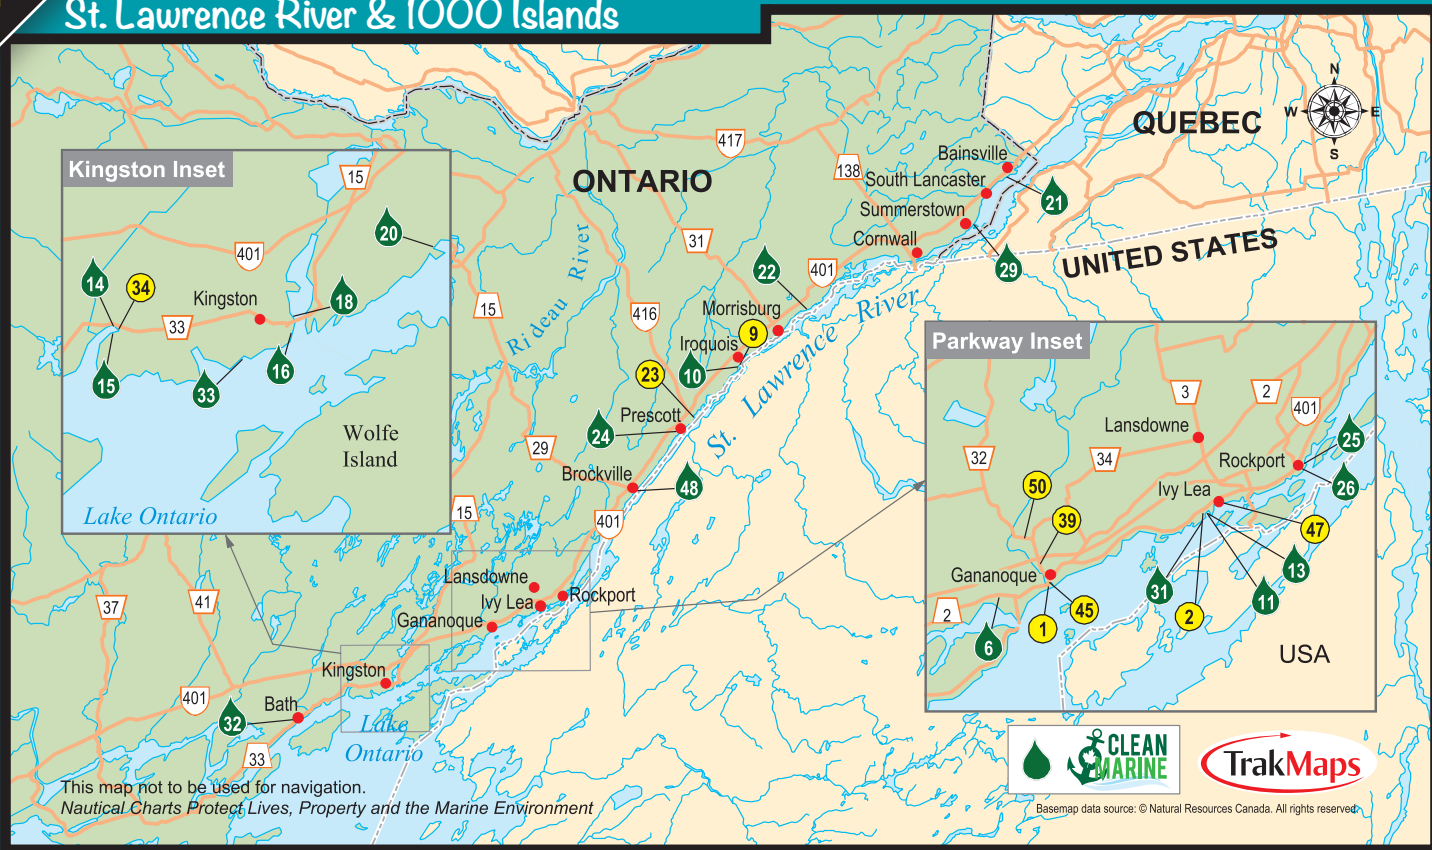 St. Lawrence River & 1000 Islands
N
W
E
S
QUEBEC
ONTARIO
UNITED STATES
417
138
Bainsville
South Lancaster
Summerstown
Cornwall
21
29
31
22
401
Morrisburg
9
Iroquois
10
416
23
Prescott
24
29
Brockville
48
15
15
401
Rideau River
St. Lawrence River
Kingston Inset
15
20
401
14
34
Kingston
18
33
15
33
16
Wolfe
Island
Lake Ontario
Parkway Inset
3
2
401
Lansdowne
25
32
34
Rockport
26
50
Ivy Lea
39
47
Gananoque
13
31
11
2
45
2
1
6
USA
Lansdowne
Ivy Lea
Rockport
Gananoque
37
41
Kingston
401
Bath
32
33
Lake
Ontario
This map not to be used for navigation.
Nautical Charts Protect Lives, Property and the Marine Environment
CLEAN
MARINE
TrakMaps
Basemap data source: © Natural Resources Canada. All rights reserved.